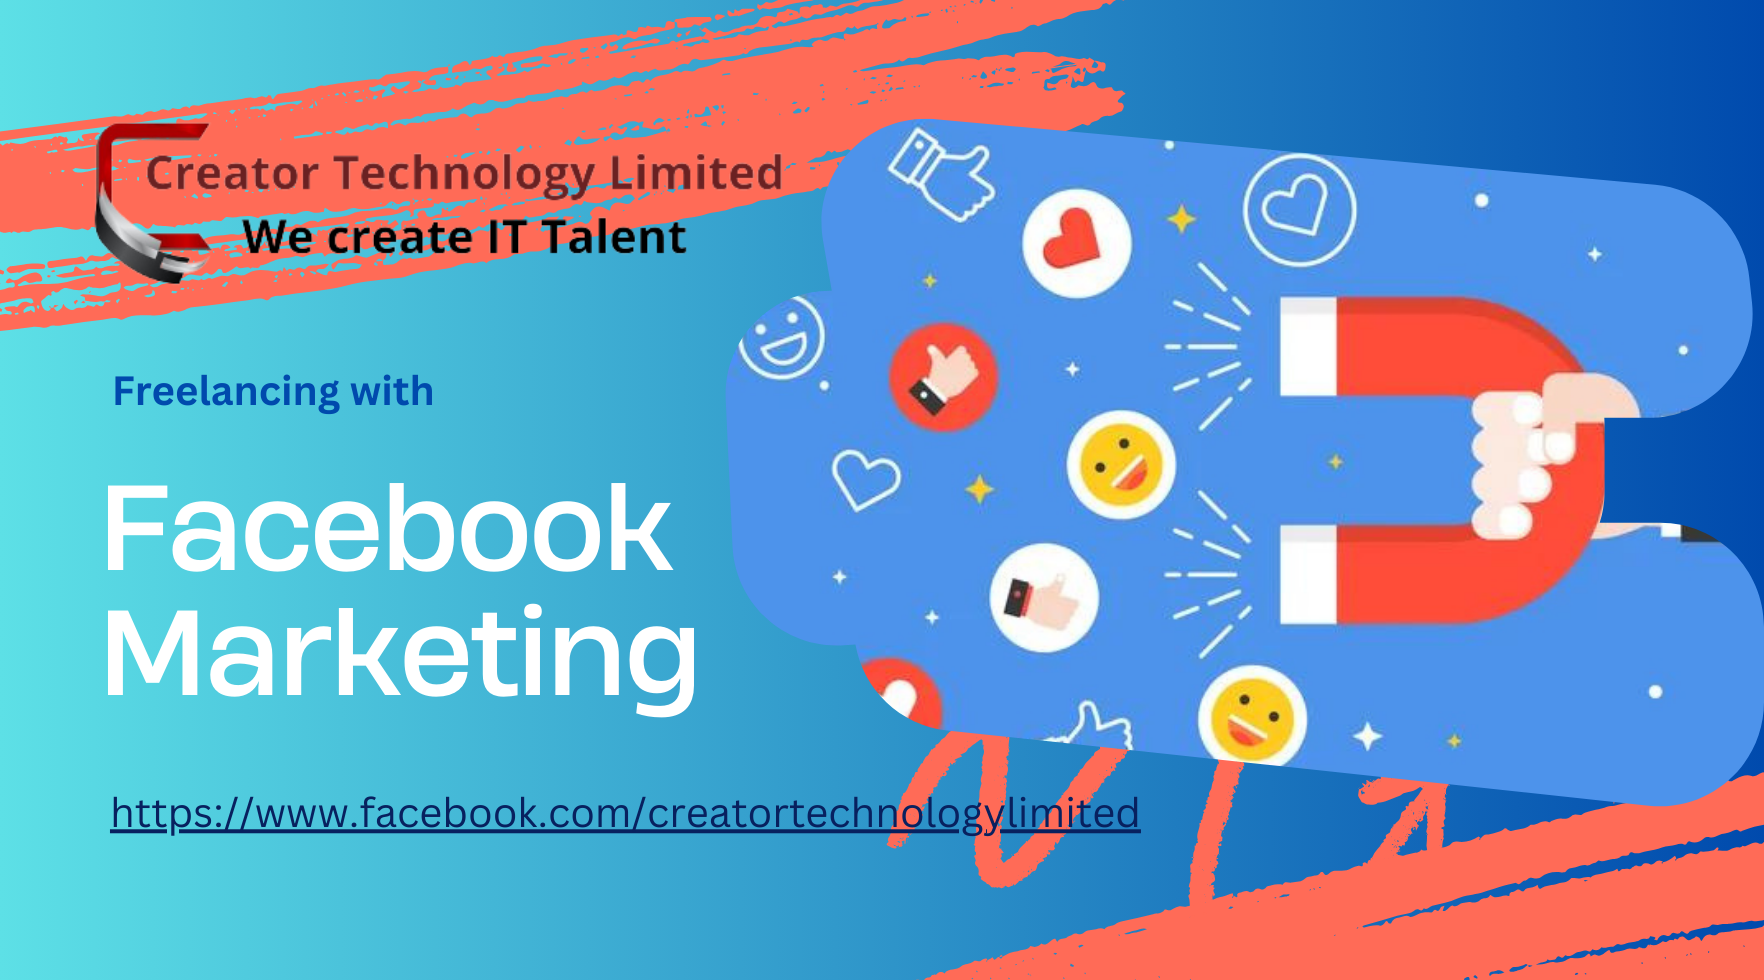 Creator Technology Limited
We create IT Talent
Freelancing with
Facebook
Marketing
https://www.facebook.com/creatortechnologylimited